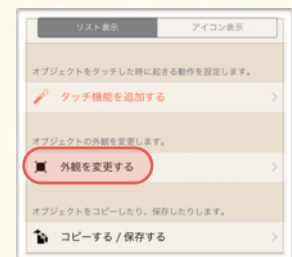 リスト表示 アイコン表示
オブジェクトをタッチした時に起きる動作を設定します。
タッチ機能を追加する
オブジェクトの外観を変更します。
外観を変更する
オブジェクトをコピーしたり、保存したりします。
コピーする / 保存する